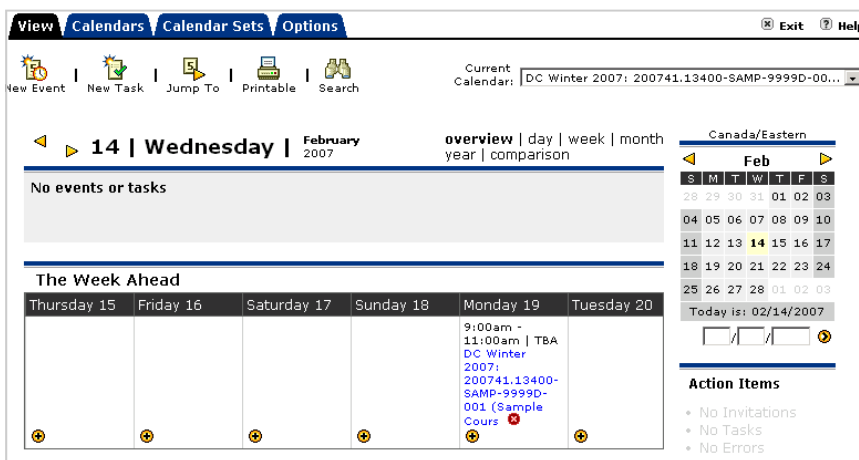 View Calendars Calendar Sets Options Exit Help
New Event | New Task | Jump To | Printable | Search
Current Calendar: DC Winter 2007: 200741.13400-SAMP-9999D-00...
14 | Wednesday | February 2007
overview | day | week | month
year | comparison
No events or tasks
The Week Ahead
Thursday 15 Friday 16 Saturday 17 Sunday 18 Monday 19 Tuesday 20
9:00am -
11:00am | TBA
DC Winter
2007:
200741.13400-
SAMP-9999D-
001 (Sample
Cours
Canada/Eastern
Feb
S M T W T F S
28 29 30 31 01 02 03
04 05 06 07 08 09 10
11 12 13 14 15 16 17
18 19 20 21 22 23 24
25 26 27 28 01 02 03
Today is: 02/14/2007
/ /
Action Items
• No Invitations
• No Tasks
• No Errors